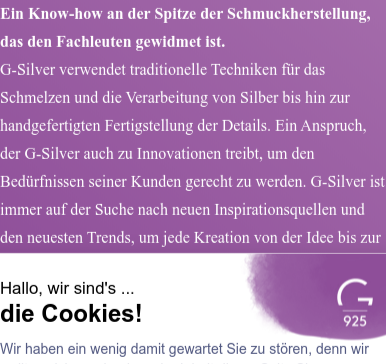 Ein Know-how an der Spitze der Schmuckherstellung,
das den Fachleuten gewidmet ist.
G-Silver verwendet traditionelle Techniken für das
Schmelzen und die Verarbeitung von Silber bis hin zur
handgefertigten Fertigstellung der Details. Ein Anspruch,
der G-Silver auch zu Innovationen treibt, um den
Bedürfnissen seiner Kunden gerecht zu werden. G-Silver ist
immer auf der Suche nach neuen Inspirationsquellen und
den neuesten Trends, um jede Kreation von der Idee bis zur
Hallo, wir sind's ...
die Cookies!
G
925
Wir haben ein wenig damit gewartet Sie zu stören, denn wir